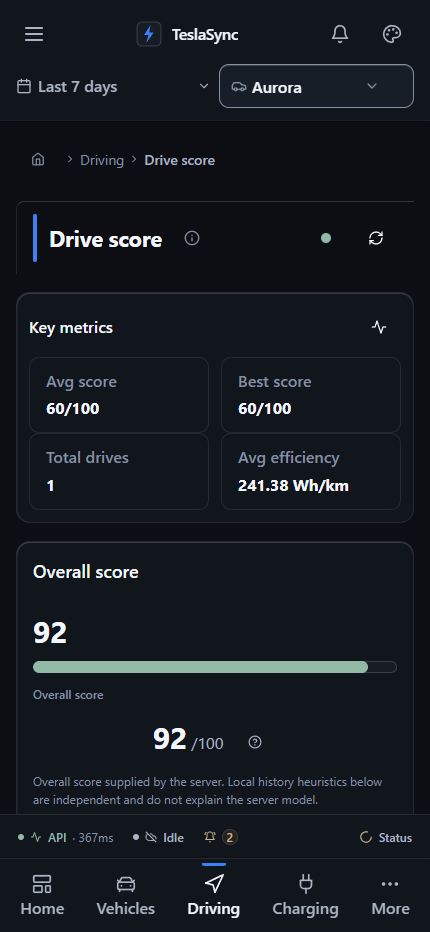 TeslaSync
Last 7 days
Aurora
Driving
Drive score
Drive score
Key metrics
Avg score
60/100
Best score
60/100
Total drives
1
Avg efficiency
241.38 Wh/km
Overall score
92
Overall score
92 /100
Overall score supplied by the server. Local history heuristics below
are independent and do not explain the server model.
API · 367ms
Idle
2
Status
Home
Vehicles
Driving
Charging
More